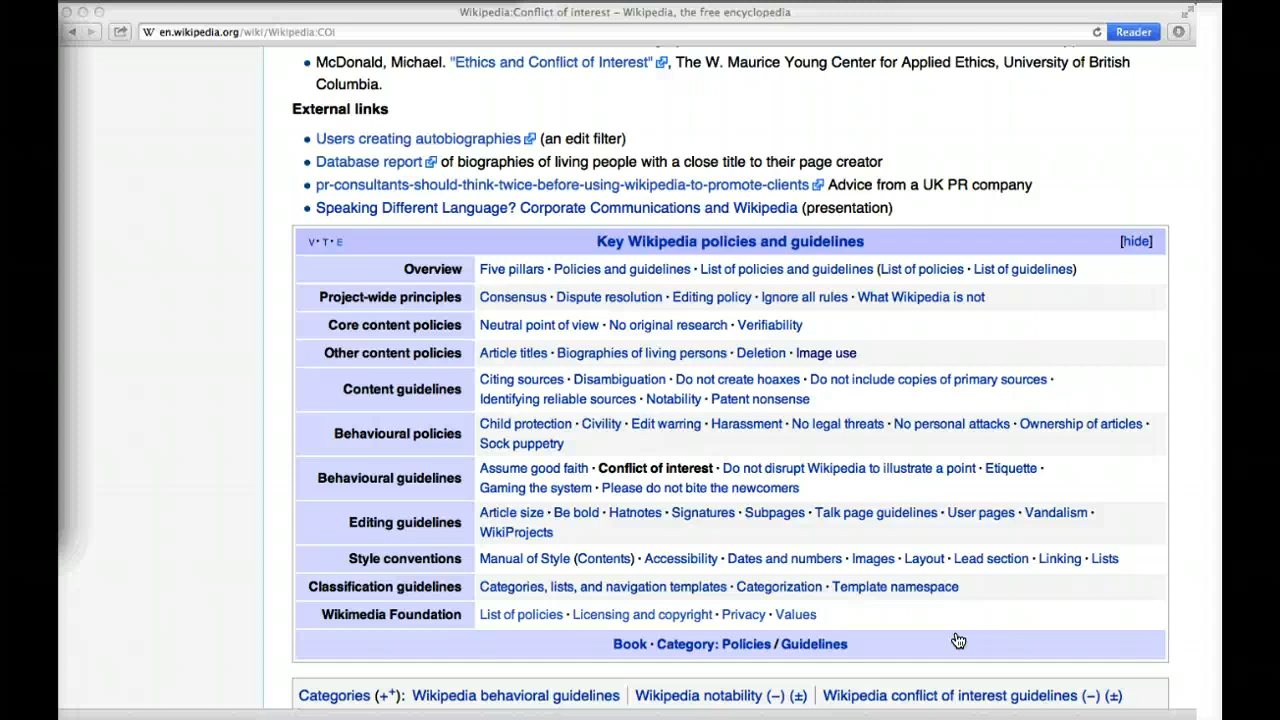 Wikipedia:Conflict of interest – Wikipedia, the free encyclopedia
W en.wikipedia.org/wiki/Wikipedia:COI
Reader
• McDonald, Michael. "Ethics and Conflict of Interest", The W. Maurice Young Center for Applied Ethics, University of British
Columbia.
External links
• Users creating autobiographies (an edit filter)
• Database report of biographies of living people with a close title to their page creator
• pr-consultants-should-think-twice-before-using-wikipedia-to-promote-clients Advice from a UK PR company
• Speaking Different Language? Corporate Communications and Wikipedia (presentation)
V · T · E Key Wikipedia policies and guidelines [hide]
Overview Five pillars · Policies and guidelines · List of policies and guidelines (List of policies · List of guidelines)
Project-wide principles Consensus · Dispute resolution · Editing policy · Ignore all rules · What Wikipedia is not
Core content policies Neutral point of view · No original research · Verifiability
Other content policies Article titles · Biographies of living persons · Deletion · Image use
Content guidelines Citing sources · Disambiguation · Do not create hoaxes · Do not include copies of primary sources ·
Identifying reliable sources · Notability · Patent nonsense
Behavioural policies Child protection · Civility · Edit warring · Harassment · No legal threats · No personal attacks · Ownership of articles ·
Sock puppetry
Behavioural guidelines Assume good faith · Conflict of interest · Do not disrupt Wikipedia to illustrate a point · Etiquette ·
Gaming the system · Please do not bite the newcomers
Editing guidelines Article size · Be bold · Hatnotes · Signatures · Subpages · Talk page guidelines · User pages · Vandalism ·
WikiProjects
Style conventions Manual of Style (Contents) · Accessibility · Dates and numbers · Images · Layout · Lead section · Linking · Lists
Classification guidelines Categories, lists, and navigation templates · Categorization · Template namespace
Wikimedia Foundation List of policies · Licensing and copyright · Privacy · Values
Book · Category: Policies / Guidelines
Categories (+⁺): Wikipedia behavioral guidelines | Wikipedia notability (−) (±) | Wikipedia conflict of interest guidelines (−) (±)